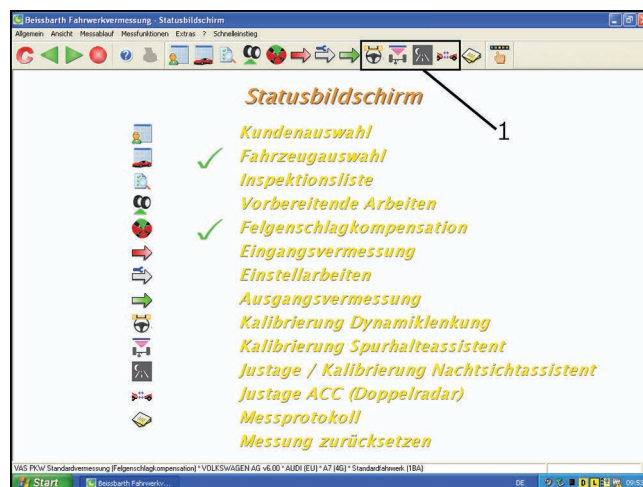 Beissbarth Fahrwerkvermessung - Statusbildschirm
Allgemein Ansicht Messablauf Messfunktionen Extras ? Schnelleinstieg
Statusbildschirm
1
Kundenauswahl
Fahrzeugauswahl
Inspektionsliste
Vorbereitende Arbeiten
Felgenschlagkompensation
Eingangsvermessung
Einstellarbeiten
Ausgangsvermessung
Kalibrierung Dynamiklenkung
Kalibrierung Spurhalteassistent
Justage / Kalibrierung Nachtsichtassistent
Justage ACC (Doppelradar)
Messprotokoll
Messung zurücksetzen
VAS PKW Standardvermessung (Felgenschlagkompensation) * VOLKSWAGEN AG v6.00 * AUDI (EU) * A7 (4G) * Standardfahrwerk (1BA)
Start Beissbarth Fahrwerkv... DE D L